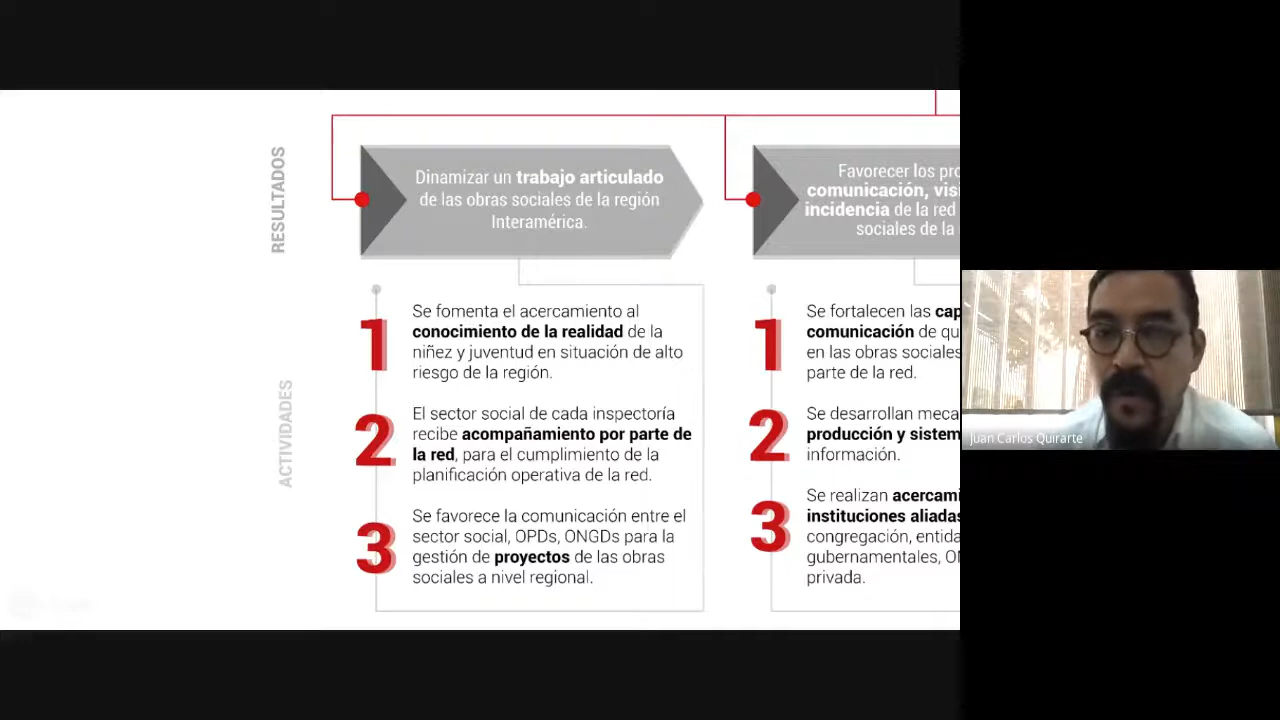 RESULTADOS
Dinamizar un trabajo articulado
de las obras sociales de la región
Interamérica.
Favorecer los pro
comunicación, vis
incidencia de la red
sociales de la
ACTIVIDADES
1
Se fomenta el acercamiento al
conocimiento de la realidad de la
niñez y juventud en situación de alto
riesgo de la región.
2
El sector social de cada inspectoría
recibe acompañamiento por parte de
la red, para el cumplimiento de la
planificación operativa de la red.
3
Se favorece la comunicación entre el
sector social, OPDs, ONGDs para la
gestión de proyectos de las obras
sociales a nivel regional.
1
Se fortalecen las cap
comunicación de qu
en las obras sociales
parte de la red.
2
Se desarrollan meca
producción y sistem
información.
3
Se realizan acercami
instituciones aliadas
congregación, entida
gubernamentales, ON
privada.
Juan Carlos Quirarte